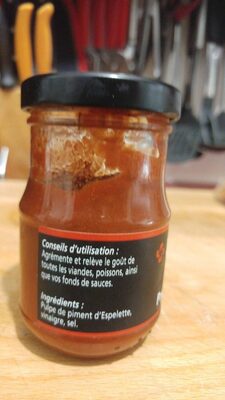 Conseils d'utilisation :
Agrémente et relève le goût de
toutes les viandes, poissons, ainsi
que vos fonds de sauces.
Ingrédients :
Pulpe de piment d'Espelette,
vinaigre, sel.